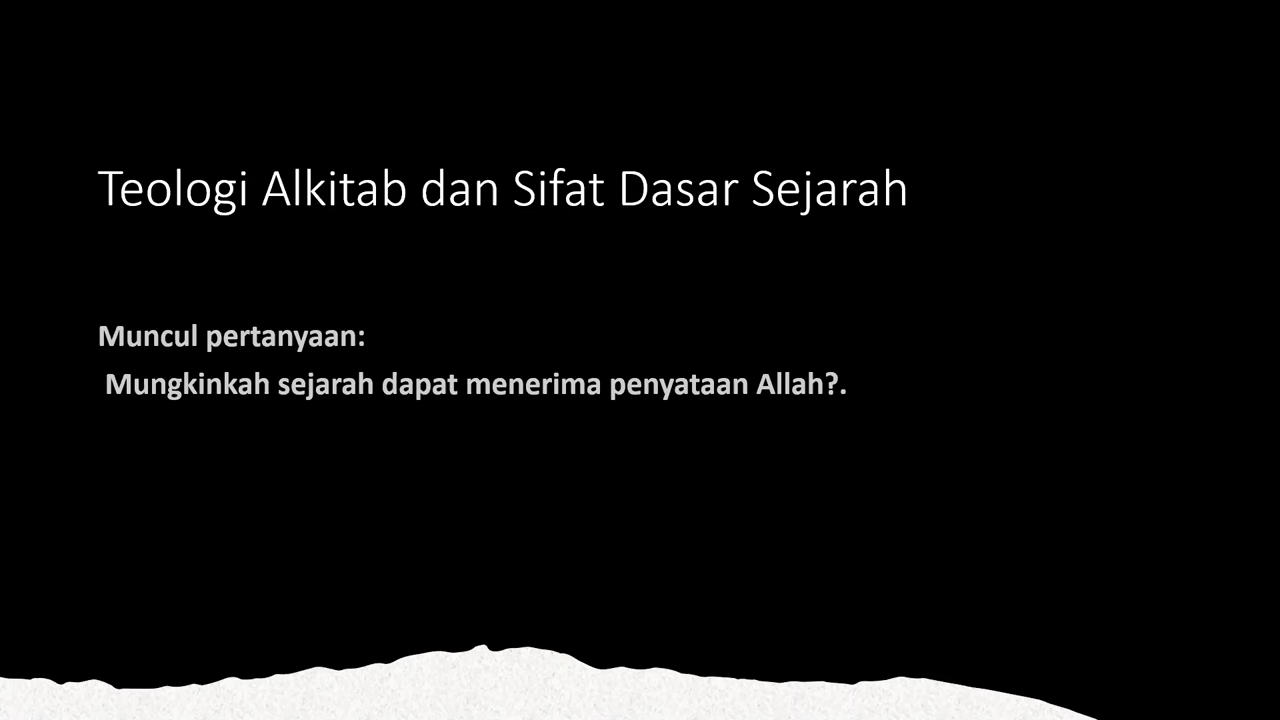 Teologi Alkitab dan Sifat Dasar Sejarah
Muncul pertanyaan:
Mungkinkah sejarah dapat menerima penyataan Allah?.